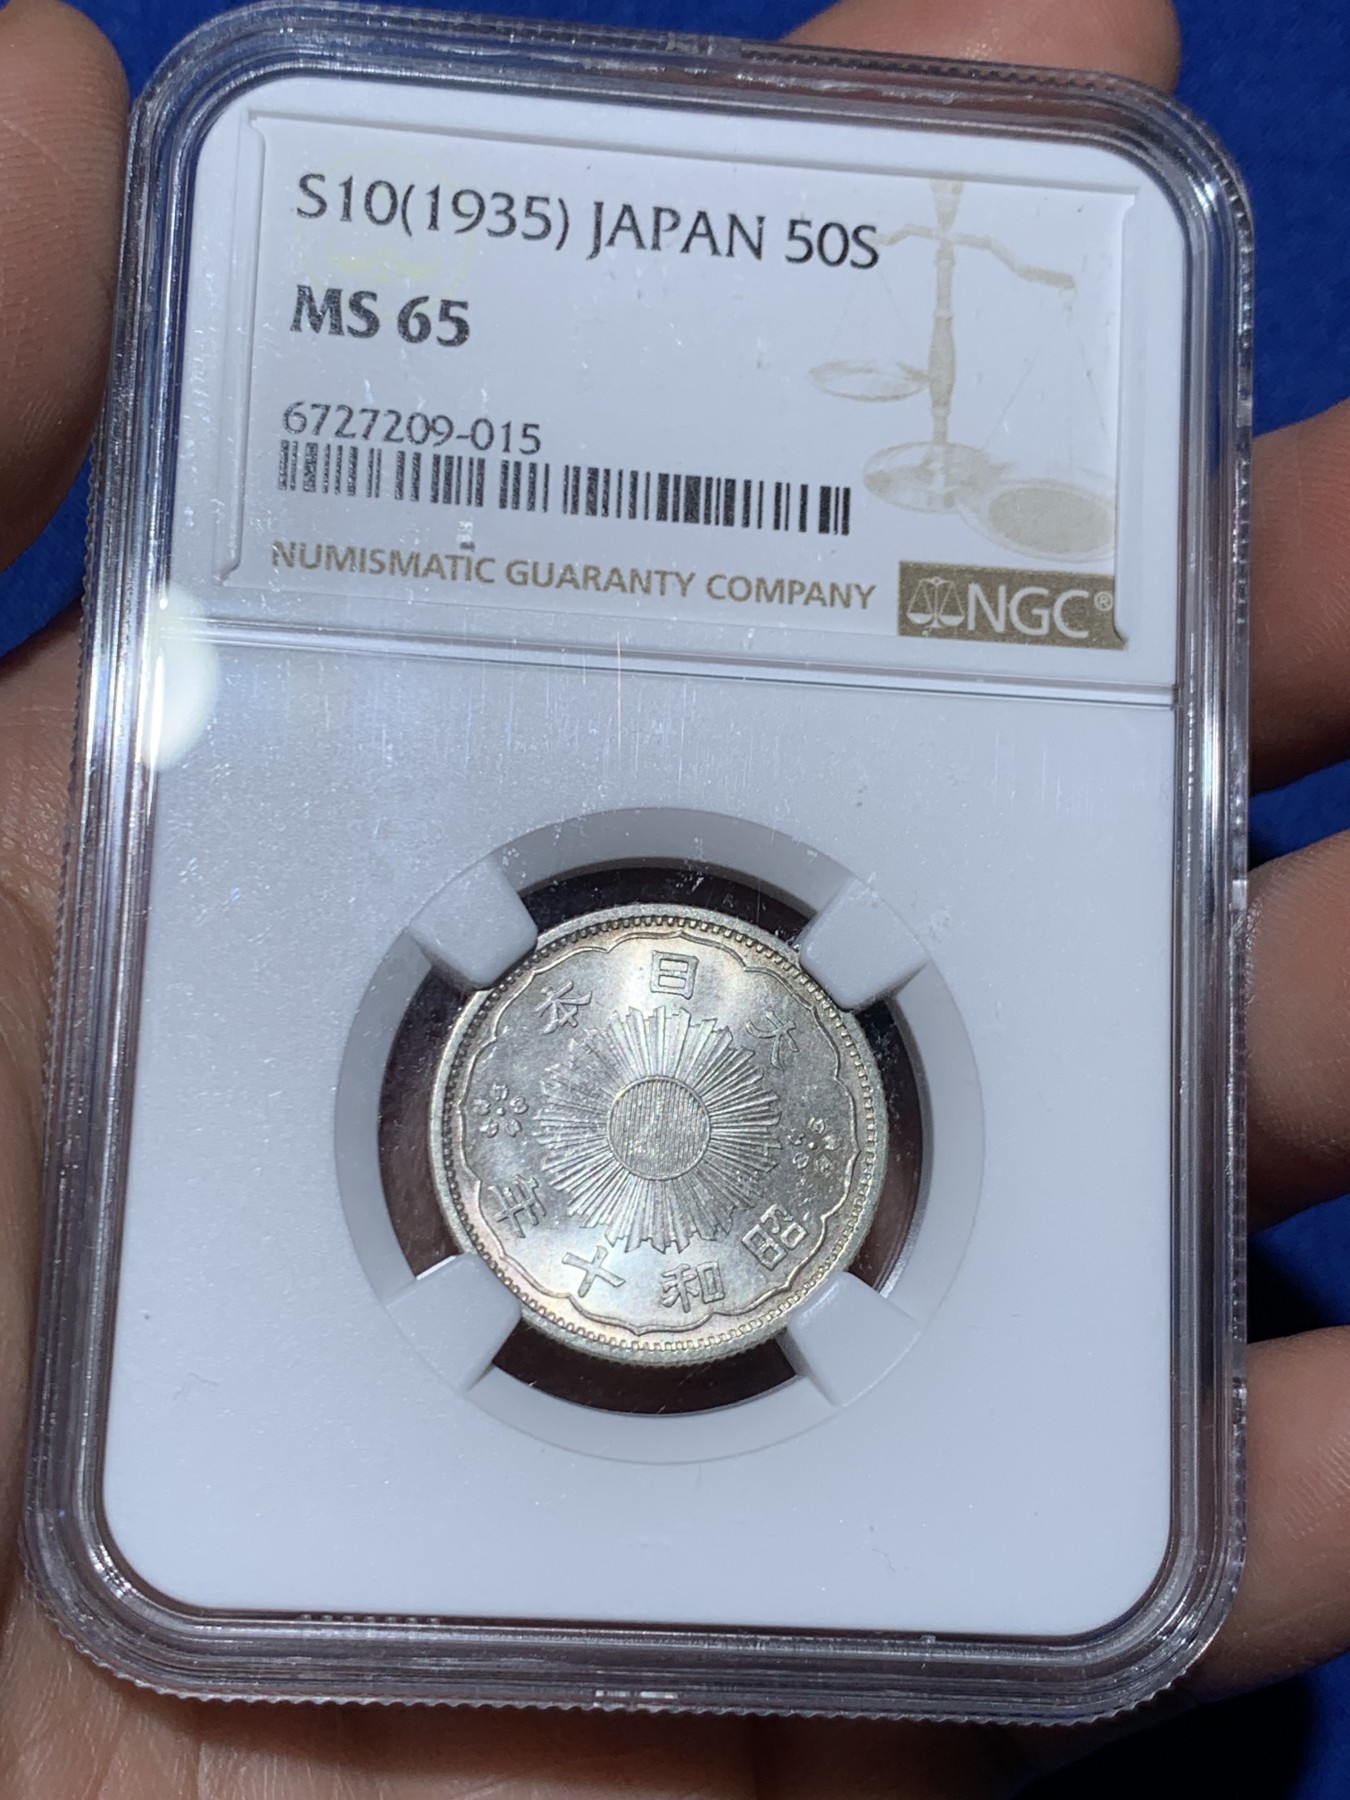 S10(1935) JAPAN 50S
MS 65
6727209-015
NUMISMATIC GUARANTY COMPANY
NGC®
大日本
昭和十年